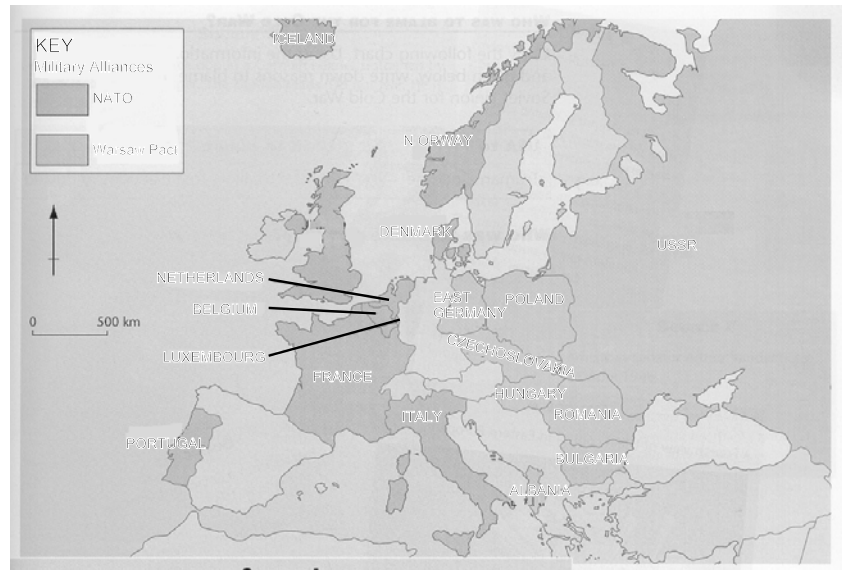 ICELAND
KEY
Military Alliances
NATO
Warsaw Pact
NORWAY
DENMARK
USSR
NETHERLANDS
BELGIUM
LUXEMBOURG
EAST
GERMANY
POLAND
0 500 km
CZECHOSLOVAKIA
FRANCE
HUNGARY
ITALY
ROMANIA
PORTUGAL
BULGARIA
ALBANIA